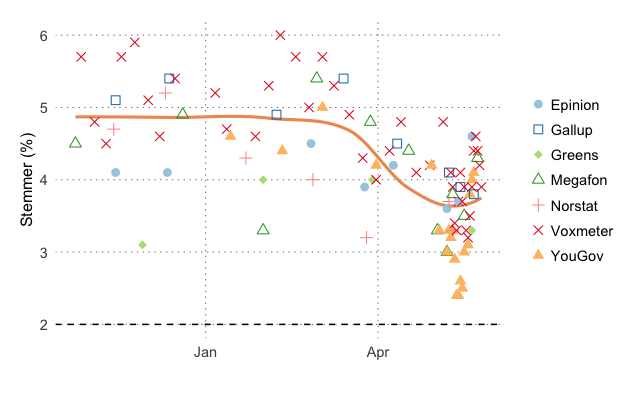 6
5
4
3
2
Stemmer (%)
Jan
Apr
Epinion
Gallup
Greens
Megafon
Norstat
Voxmeter
YouGov